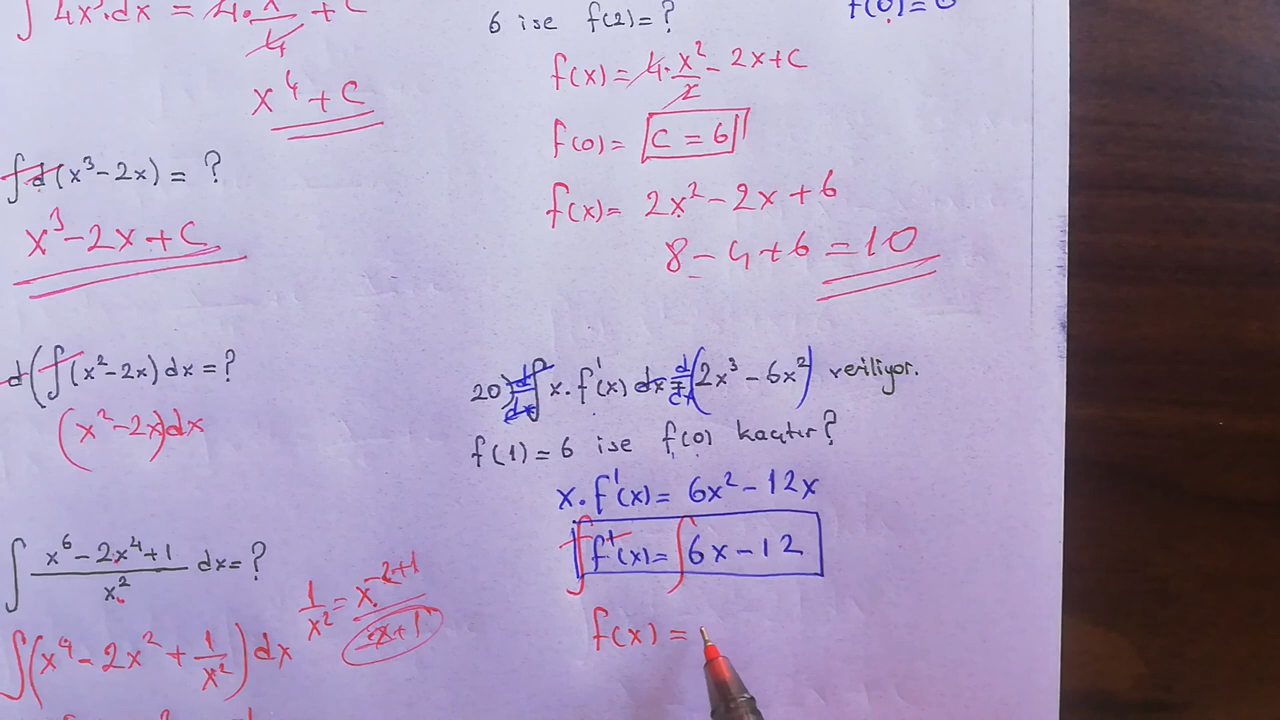 ∫ 4x³.dx = 4.x/4 + C
x⁴ + C
∫d(x³-2x) = ?
x³-2x+C
d(∫(x²-2x)dx = ?
(x²-2x)dx
∫ x⁶-2x⁴+1/x² dx = ?
1/x² = x⁻²⁺¹/-2+1
∫(x⁴ - 2x² + 1/x²)dx
6 ise f(2) = ?
f(x) = 4.x²/2 - 2x + C
f(0) = C = 6
f(x) = 2x² - 2x + 6
8 - 4 + 6 = 10
20) d/dx ∫ x.f'(x) dx = d/dx (2x³ - 6x²) veriliyor.
f(1) = 6 ise f(0) kaçtır?
x.f'(x) = 6x² - 12x
∫f'(x) = ∫6x - 12
f(x) =